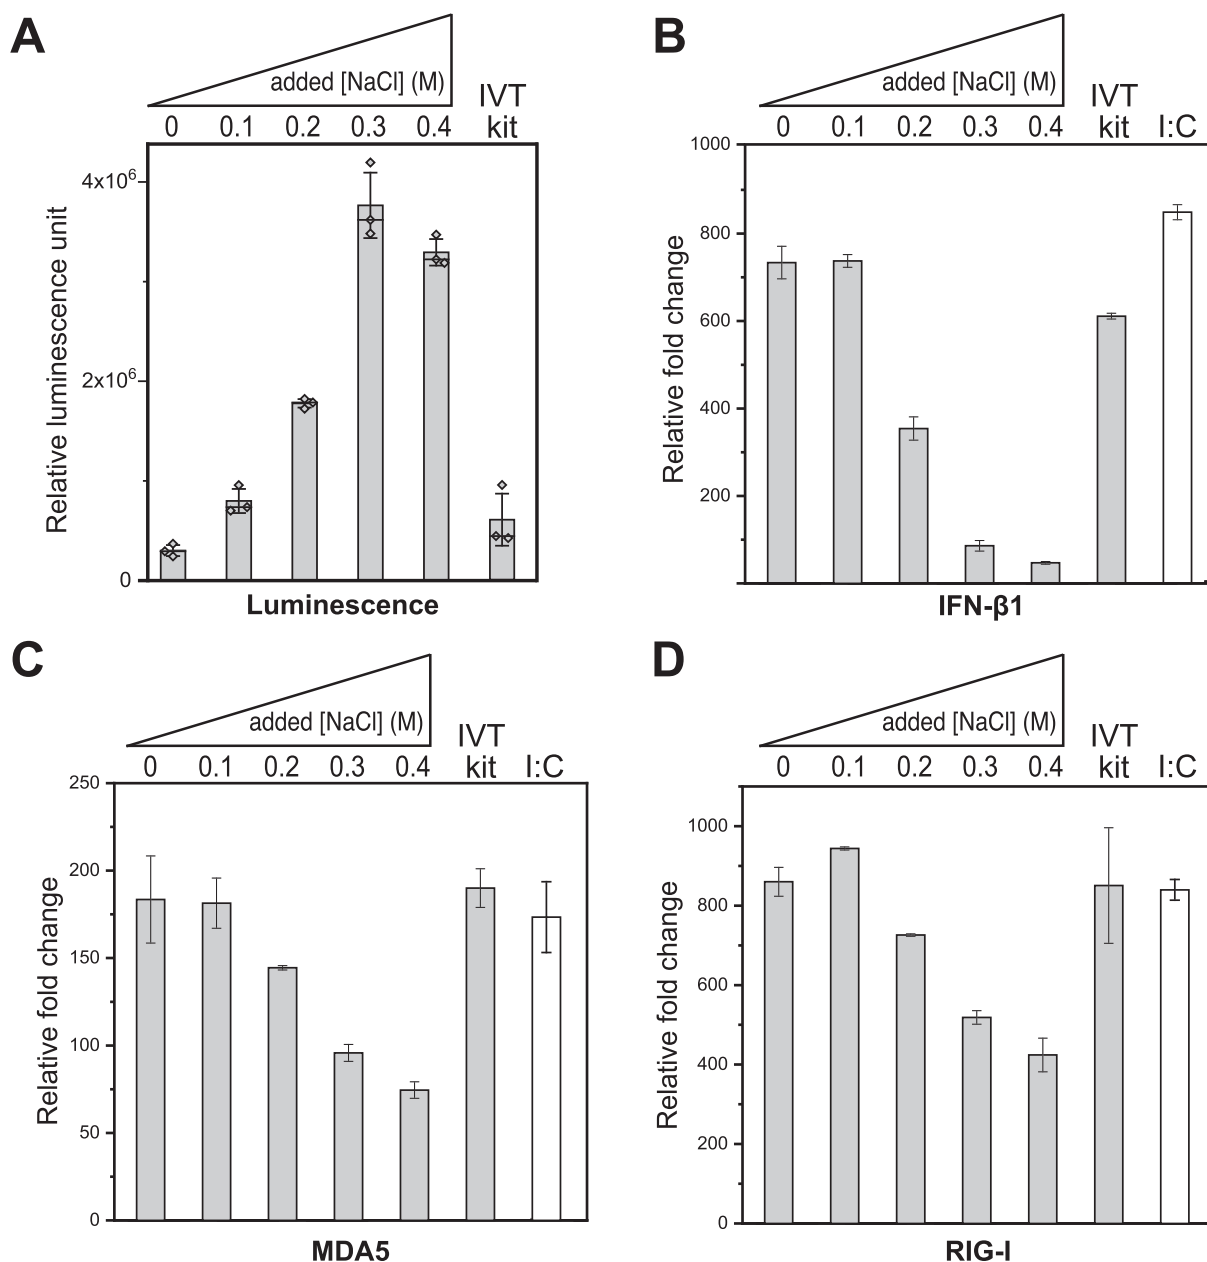 A
added [NaCl] (M)
IVT
0 0.1 0.2 0.3 0.4 kit
Relative luminescence unit
4x10⁶
2x10⁶
0
Luminescence
B
added [NaCl] (M)
IVT
0 0.1 0.2 0.3 0.4 kit I:C
Relative fold change
1000
800
600
400
200
IFN-β1
C
added [NaCl] (M)
IVT
0 0.1 0.2 0.3 0.4 kit I:C
Relative fold change
250
200
150
100
50
0
MDA5
D
added [NaCl] (M)
IVT
0 0.1 0.2 0.3 0.4 kit I:C
Relative fold change
1000
800
600
400
200
0
RIG-I